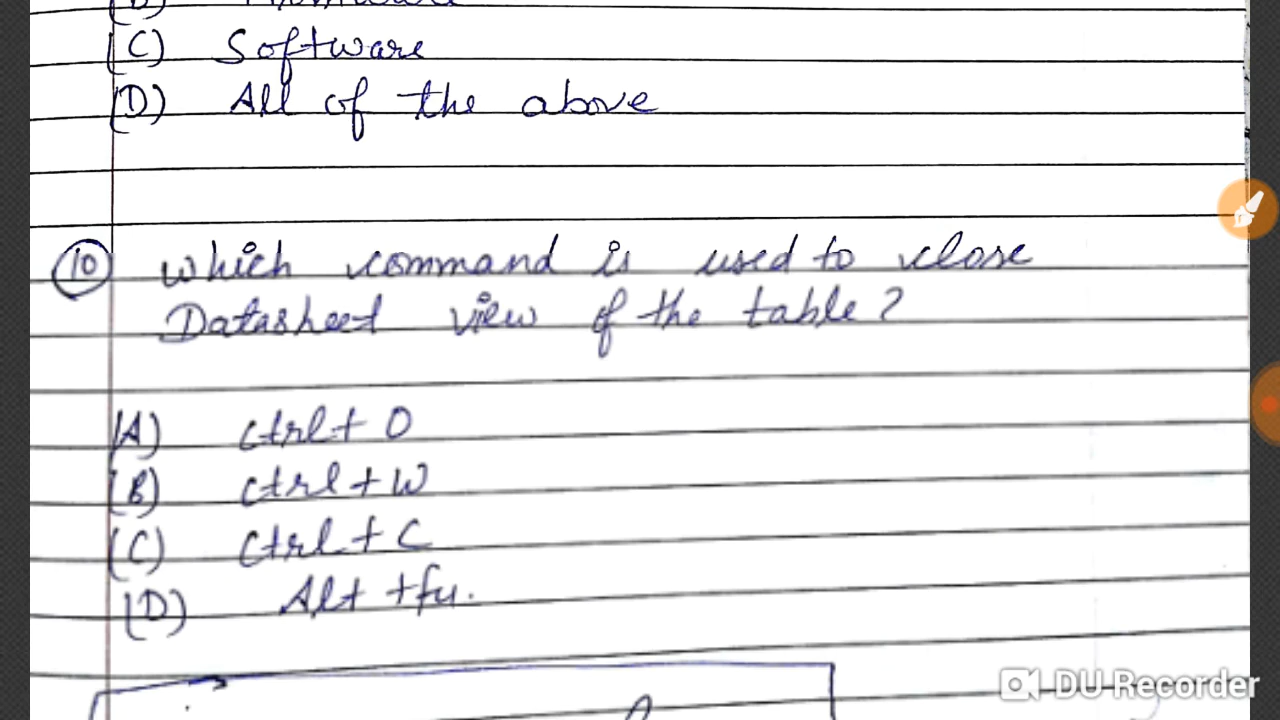 (C) Software
(D) All of the above
10 which command is used to close
Datasheet view of the table?
(A) ctrl + O
(B) ctrl + W
(C) ctrl + C
(D) Alt + f4.
DU Recorder